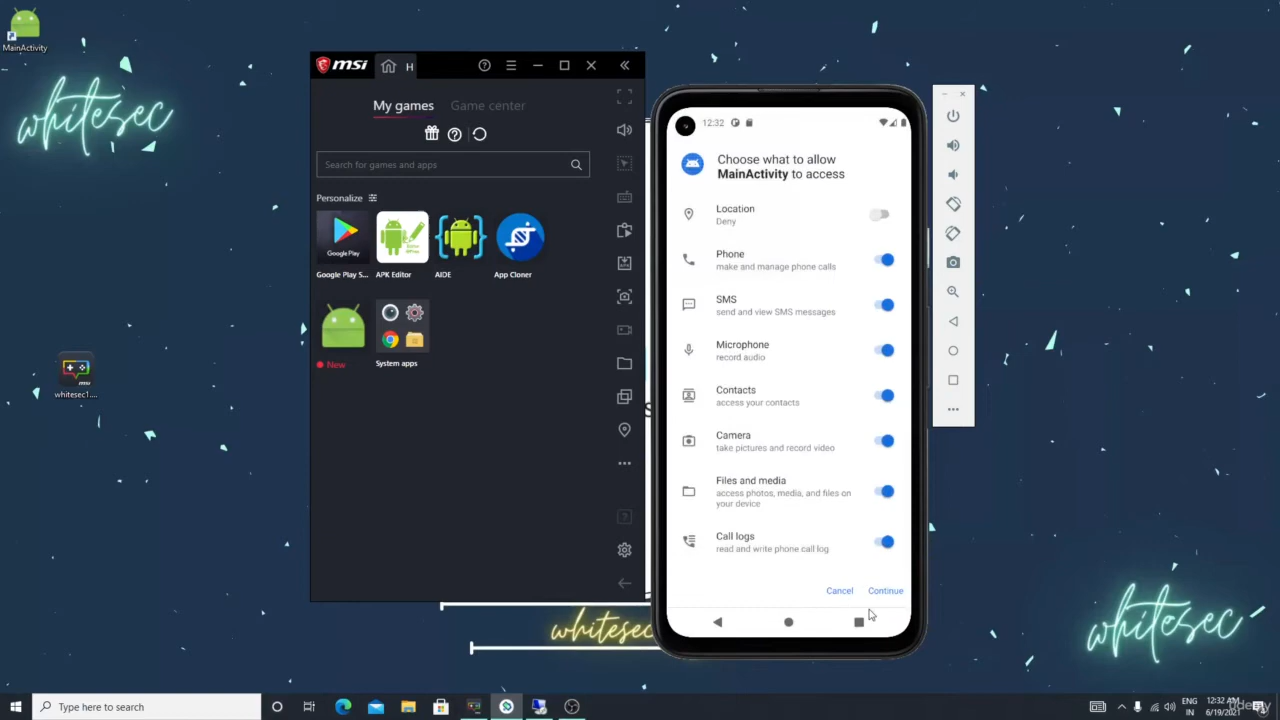 MainActivity
whitesec
msi
H
My games
Game center
Search for games and apps
Personalize
Google Play
Google Play S...
APK Editor
AIDE
App Cloner
New
System apps
msi
whitesec1....
12:32
Choose what to allow
MainActivity to access
Location
Deny
Phone
make and manage phone calls
SMS
send and view SMS messages
Microphone
record audio
Contacts
access your contacts
Camera
take pictures and record video
Files and media
access photos, media, and files on
your device
Call logs
read and write phone call log
Cancel
Continue
whitesec
whitesec
Type here to search
ENG
IN
12:32 AM
6/19/2021